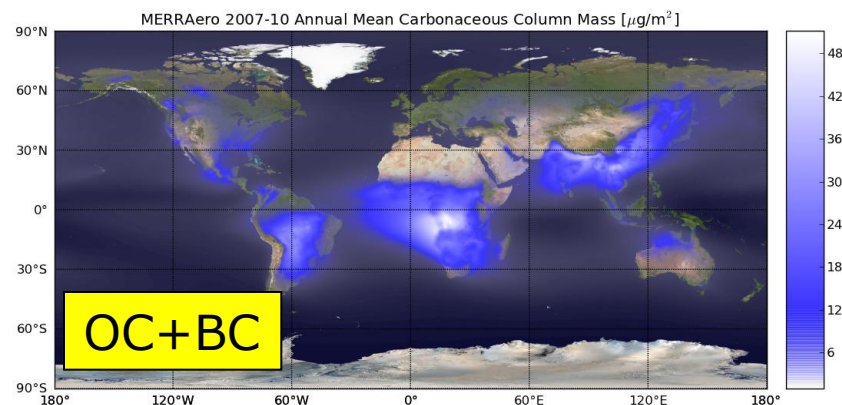 MERRAero 2007-10 Annual Mean Carbonaceous Column Mass [μg/m²]
90°N
60°N
30°N
0°
30°S
60°S
90°S
180°
120°W
60°W
0°
60°E
120°E
180°
48
42
36
30
24
18
12
6
OC+BC